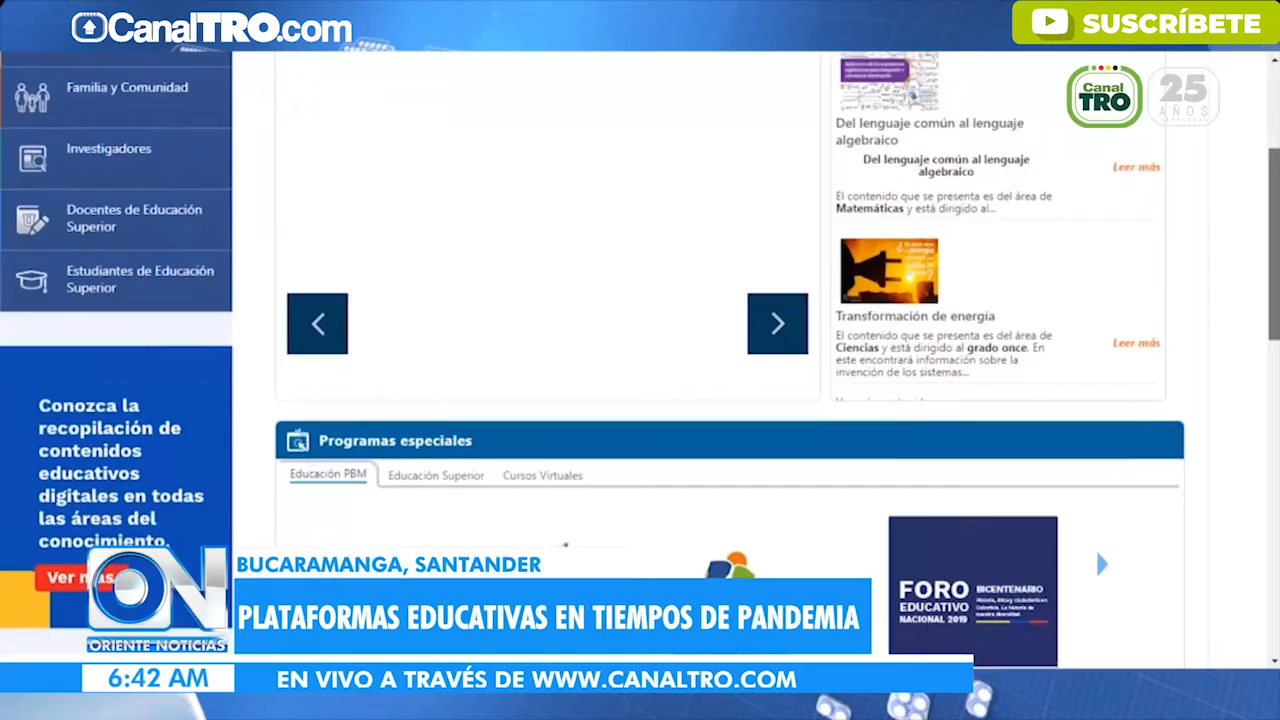 CanalTRO.com
SUSCRÍBETE
Canal
TRO
25
AÑOS
Familia y Comunidad
Investigadores
Docentes de Educación
Superior
Estudiantes de Educación
Superior
Conozca la
recopilación de
contenidos
educativos
digitales en todas
las áreas del
conocimiento.
Ver más
Del lenguaje común al lenguaje
algebraico
Del lenguaje común al lenguaje
algebraico
Leer más
El contenido que se presenta es del área de
Matemáticas y está dirigido al...
Transformación de energía
El contenido que se presenta es del área de
Ciencias y está dirigido al grado once. En
este encontrará información sobre la
invención de los sistemas...
Leer más
Programas especiales
Educación PBM
Educación Superior
Cursos Virtuales
FORO
EDUCATIVO
NACIONAL 2019
BICENTENARIO
ON
ORIENTE NOTICIAS
BUCARAMANGA, SANTANDER
PLATAFORMAS EDUCATIVAS EN TIEMPOS DE PANDEMIA
6:42 AM
EN VIVO A TRAVÉS DE WWW.CANALTRO.COM